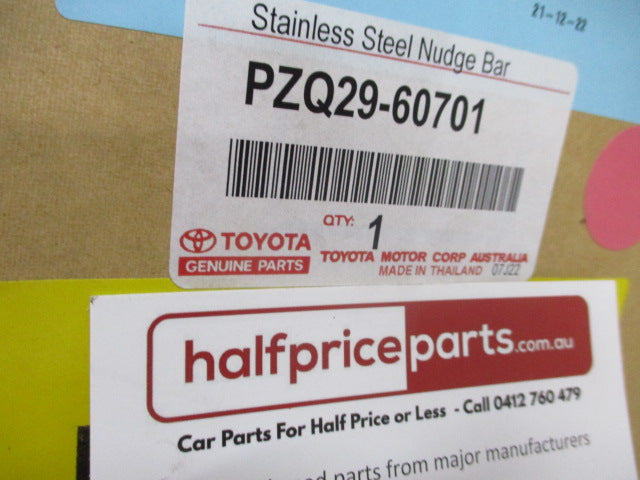 21-12-22
Stainless Steel Nudge Bar
PZQ29-60701
QTY: 1
TOYOTA
GENUINE PARTS
TOYOTA MOTOR CORP AUSTRALIA
MADE IN THAILAND 07J22
halfpriceparts.com.au
Car Parts For Half Price or Less - Call 0412 760 479
parts from major manufacturers